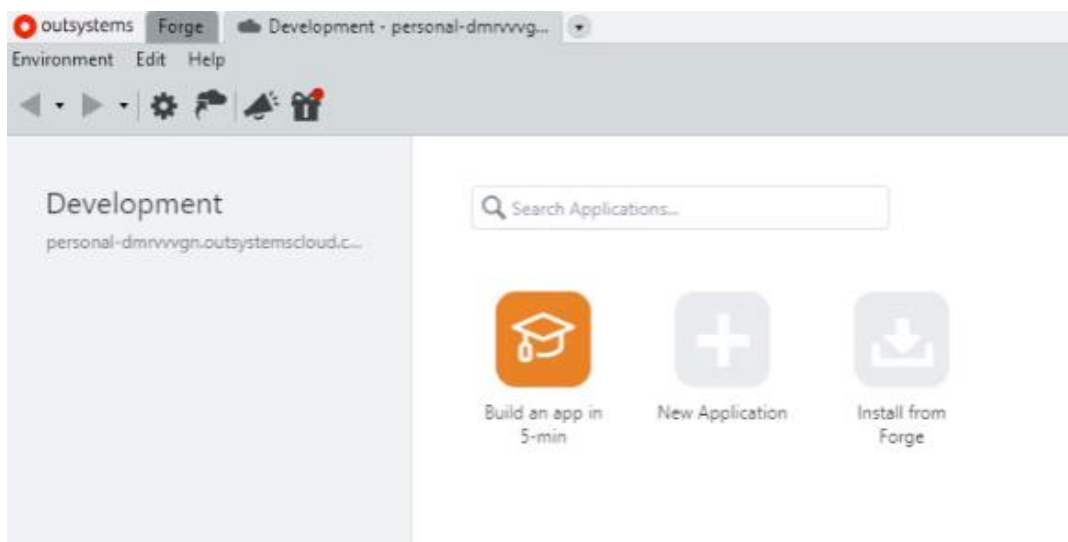 outsystems Forge Development - personal-dmrvvvg...
Environment Edit Help
Development
personal-dmrvvvgn.outsystemscloud.c...
Search Applications...
Build an app in
5-min
New Application
Install from
Forge